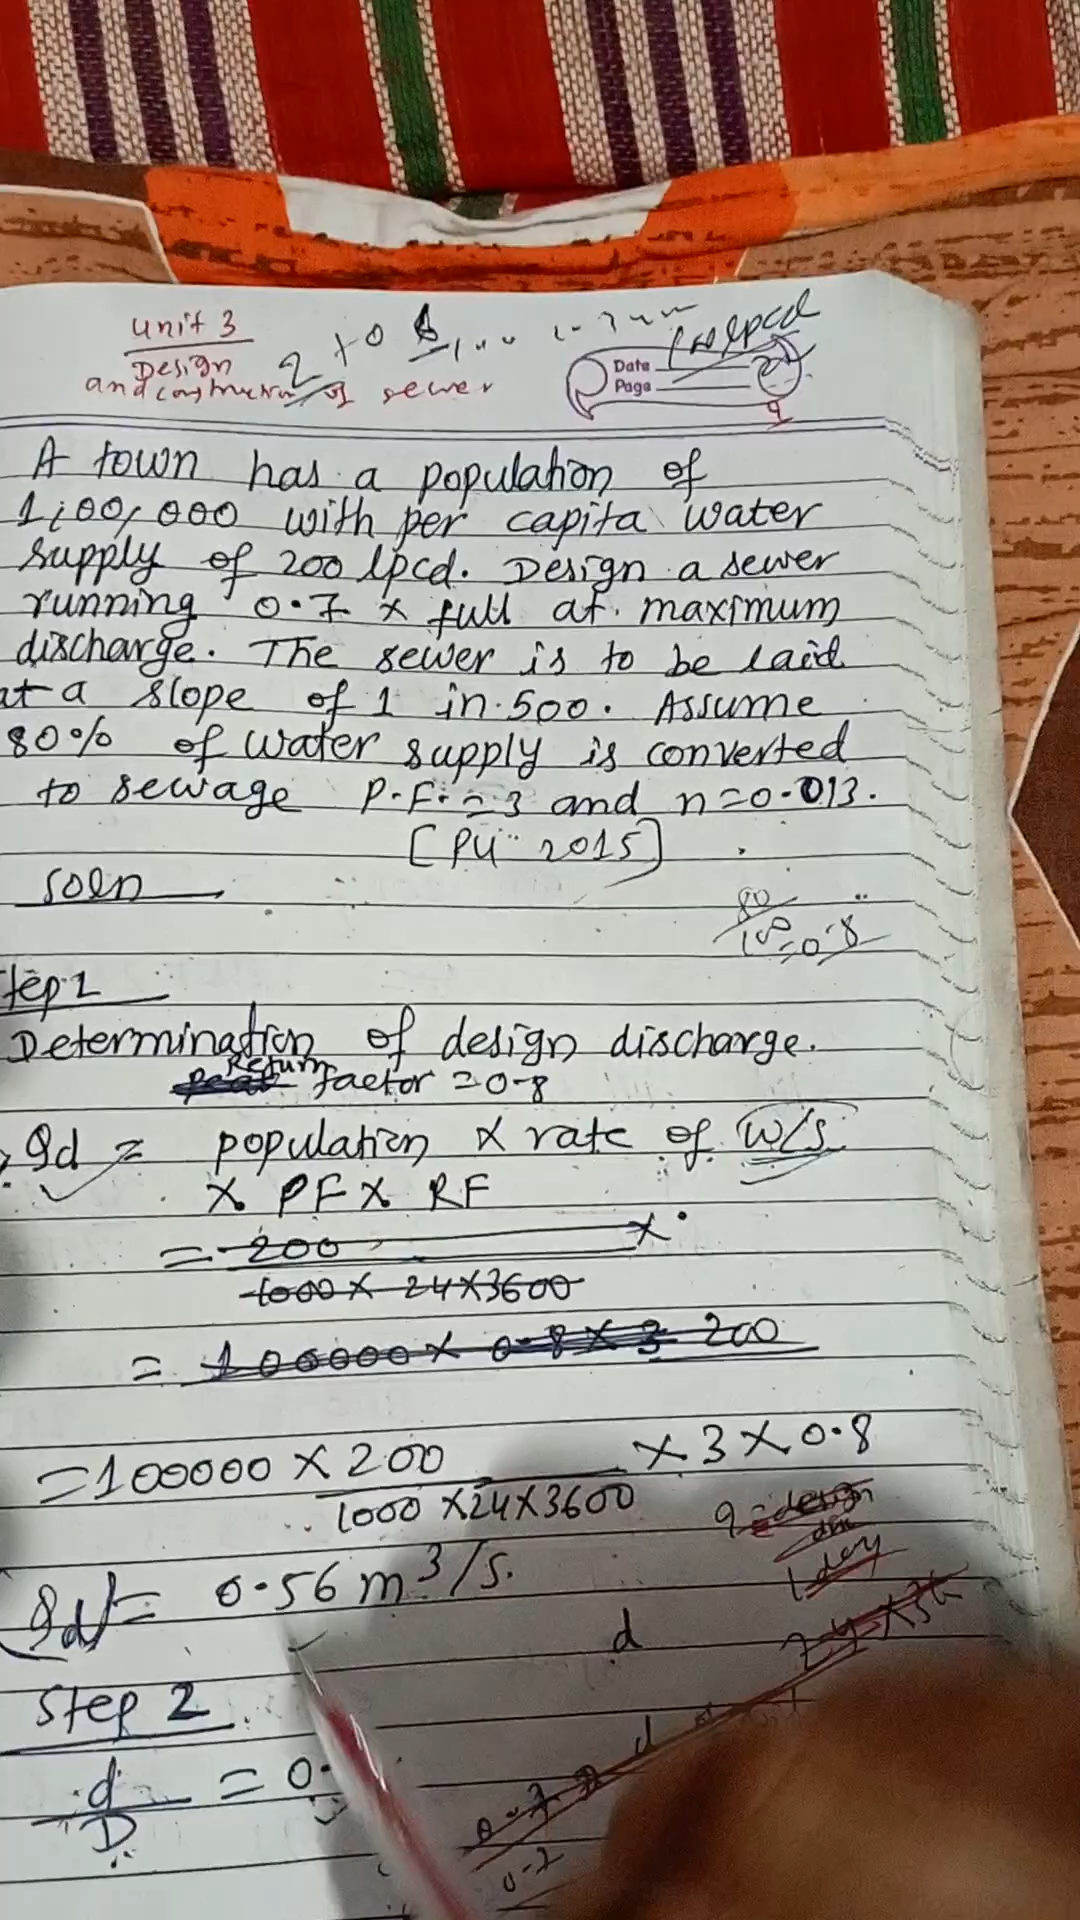 unit 3
Design
and construction of sewer
Date
Page
9
A town has a population of
1,00,000 with per capita water
supply of 200 lpcd. Design a sewer
running 0.7 x full at maximum
discharge. The sewer is to be laid
at a slope of 1 in 500. Assume
80% of water supply is converted
to sewage P.F. = 3 and n=0.013.
[PU 2015]
Soln
80/100 = 0.8
Step 1
Determination of design discharge.
Return factor = 0.8
Qd = population x rate of W/S
x PF x RF
= 200 x
1000 x 24x3600
= 100000 x 0.8 x 3 200
=100000 x 200 x 3 x 0.8
1000 x24x3600
Qd = 0.56 m³/s.
d
Step 2
d/D = 0.